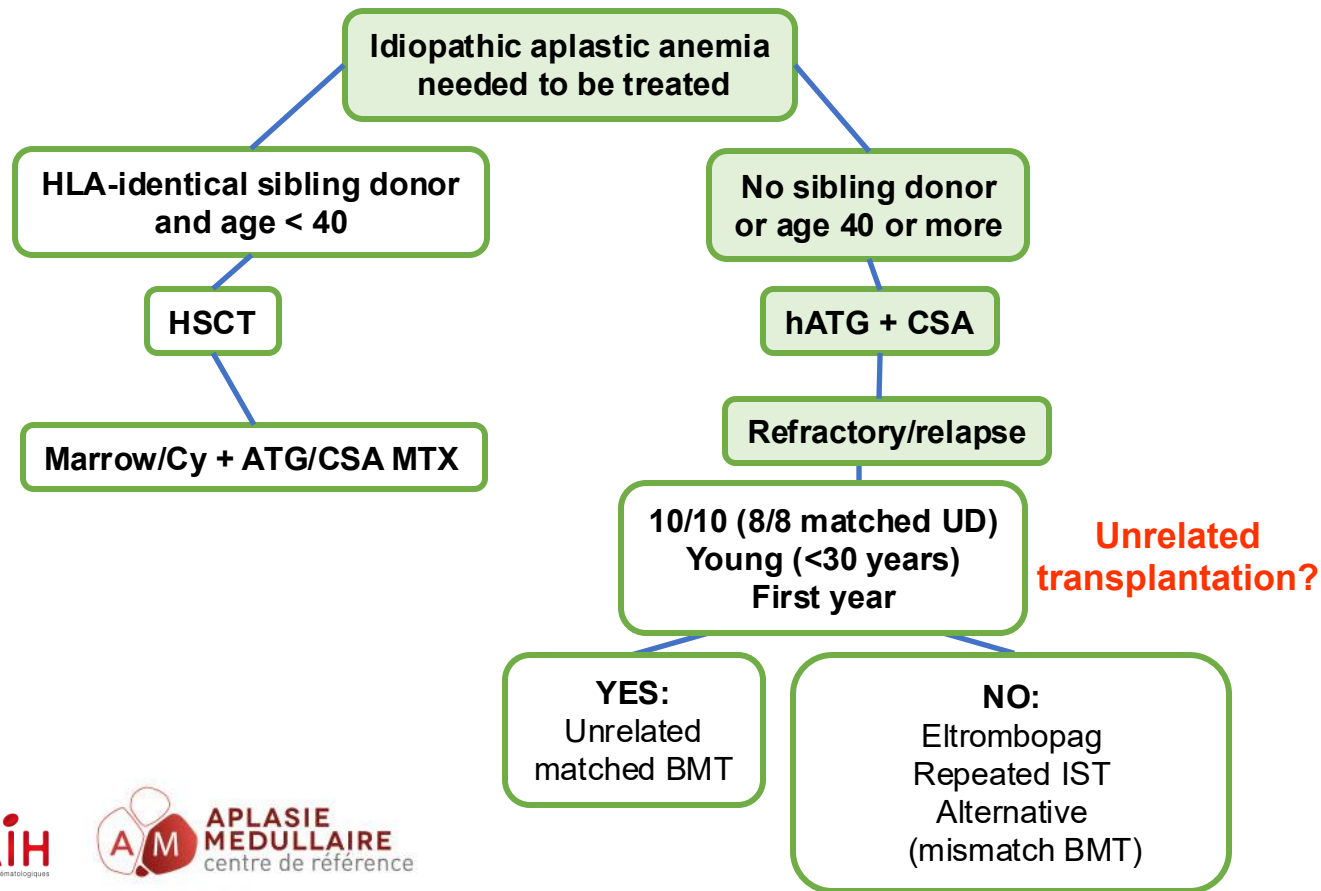 Idiopathic aplastic anemia
needed to be treated
HLA-identical sibling donor
and age < 40
No sibling donor
or age 40 or more
HSCT
hATG + CSA
Marrow/Cy + ATG/CSA MTX
Refractory/relapse
10/10 (8/8 matched UD)
Young (<30 years)
First year
Unrelated
transplantation?
YES:
Unrelated
matched BMT
NO:
Eltrombopag
Repeated IST
Alternative
(mismatch BMT)
iH
ématologiques
A M
APLASIE
MEDULLAIRE
centre de référence